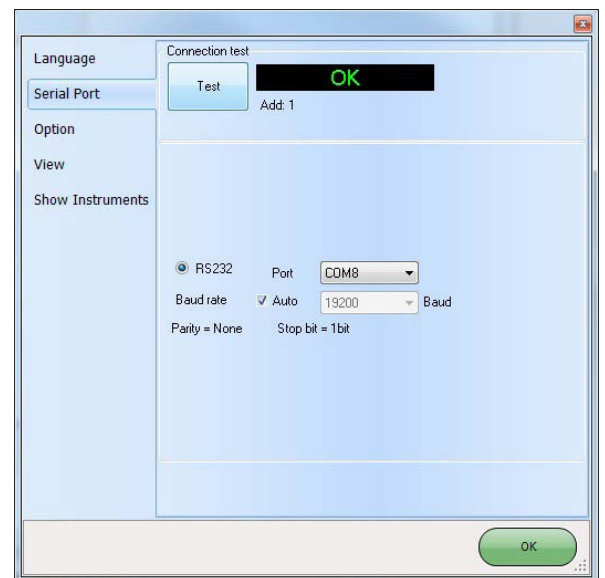 Language
Serial Port
Option
View
Show Instruments
Connection test
Test
OK
Add: 1
RS232 Port COM8
Baud rate Auto 19200 Baud
Parity = None Stop bit = 1bit
OK